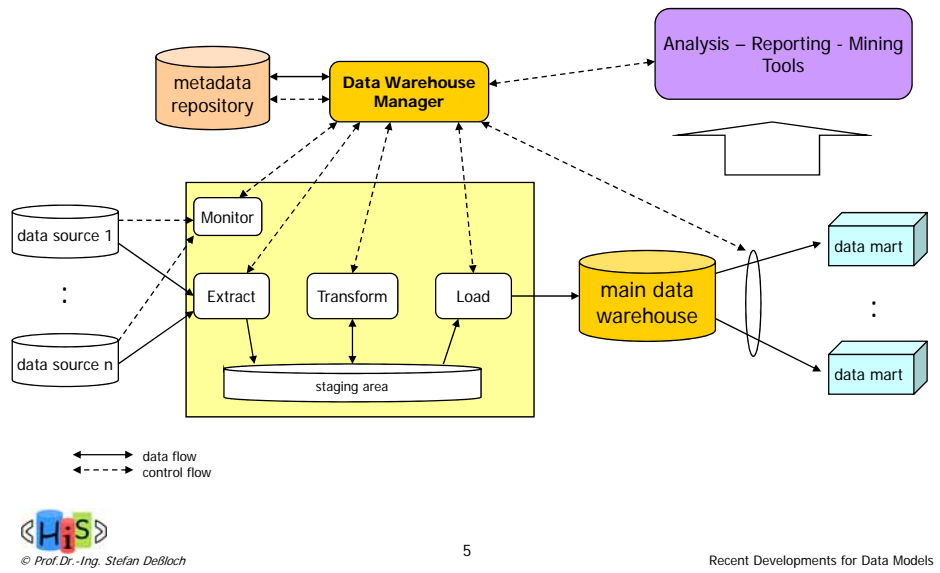 Analysis – Reporting - Mining
Tools
metadata
repository
Data Warehouse
Manager
Monitor
data source 1
:
data source n
Extract
Transform
Load
staging area
main data
warehouse
data mart
:
data mart
data flow
control flow
<HiS>
© Prof.Dr.-Ing. Stefan Deßloch
5
Recent Developments for Data Models